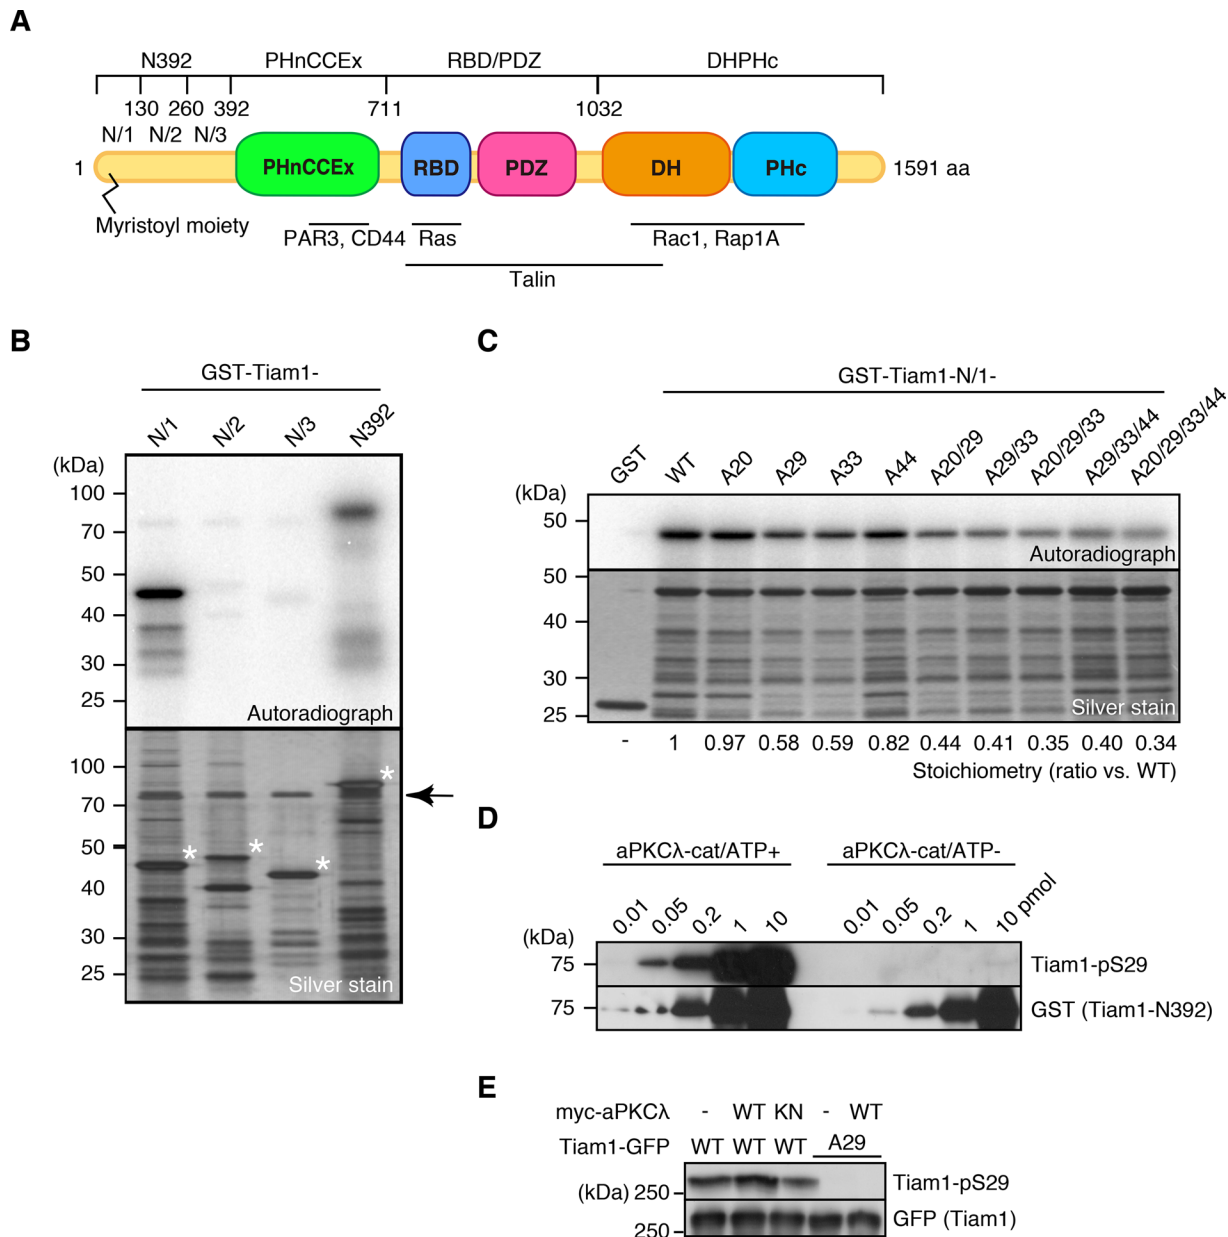 A
N392 PHnCCEx RBD/PDZ DHPHc
130 260 392 711 1032
N/1 N/2 N/3
1 PHnCCEx RBD PDZ DH PHc 1591 aa
Myristoyl moiety
PAR3, CD44 Ras Rac1, Rap1A
Talin
B
GST-Tiam1-
N/1 N/2 N/3 N392
(kDa)
100
70
50
40
30
25
Autoradiograph
100
70
50
40
30
25
* * * *
Silver stain
C
GST-Tiam1-N/1-
GST WT A20 A29 A33 A44 A20/29 A29/33 A20/29/33 A29/33/44 A20/29/33/44
(kDa)
50
Autoradiograph
50
40
30
25
Silver stain
- 1 0.97 0.58 0.59 0.82 0.44 0.41 0.35 0.40 0.34
Stoichiometry (ratio vs. WT)
D
aPKCλ-cat/ATP+ aPKCλ-cat/ATP-
0.01 0.05 0.2 1 10 0.01 0.05 0.2 1 10 pmol
(kDa)
75 Tiam1-pS29
75 GST (Tiam1-N392)
E
myc-aPKCλ - WT KN - WT
Tiam1-GFP WT WT WT A29
(kDa) 250 Tiam1-pS29
250 GFP (Tiam1)